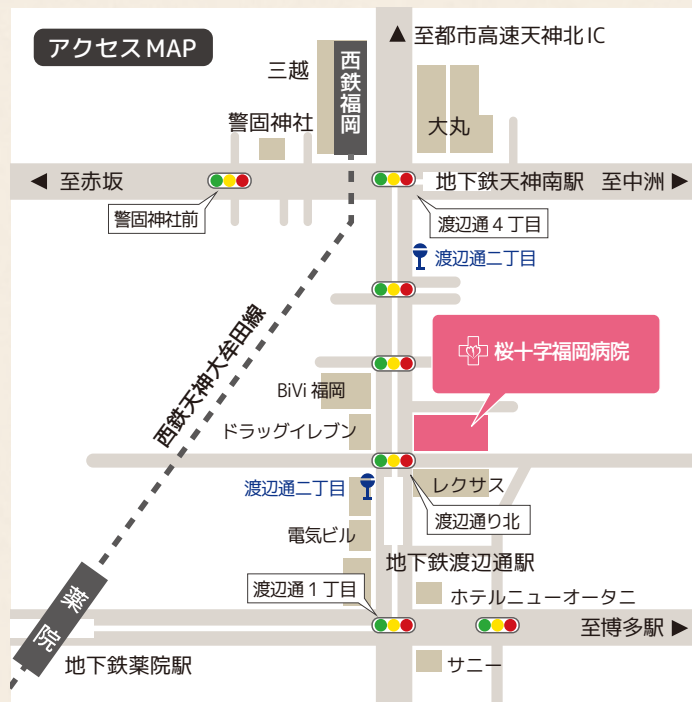 アクセスMAP
▲ 至都市高速天神北IC
三越
西鉄福岡
警固神社
大丸
◀ 至赤坂
地下鉄天神南駅
至中洲 ▶
警固神社前
渡辺通4丁目
渡辺通二丁目
西鉄天神大牟田線
桜十字福岡病院
BiVi福岡
ドラッグイレブン
渡辺通二丁目
レクサス
渡辺通り北
電気ビル
地下鉄渡辺通駅
渡辺通1丁目
ホテルニューオータニ
薬院
至博多駅 ▶
地下鉄薬院駅
サニー